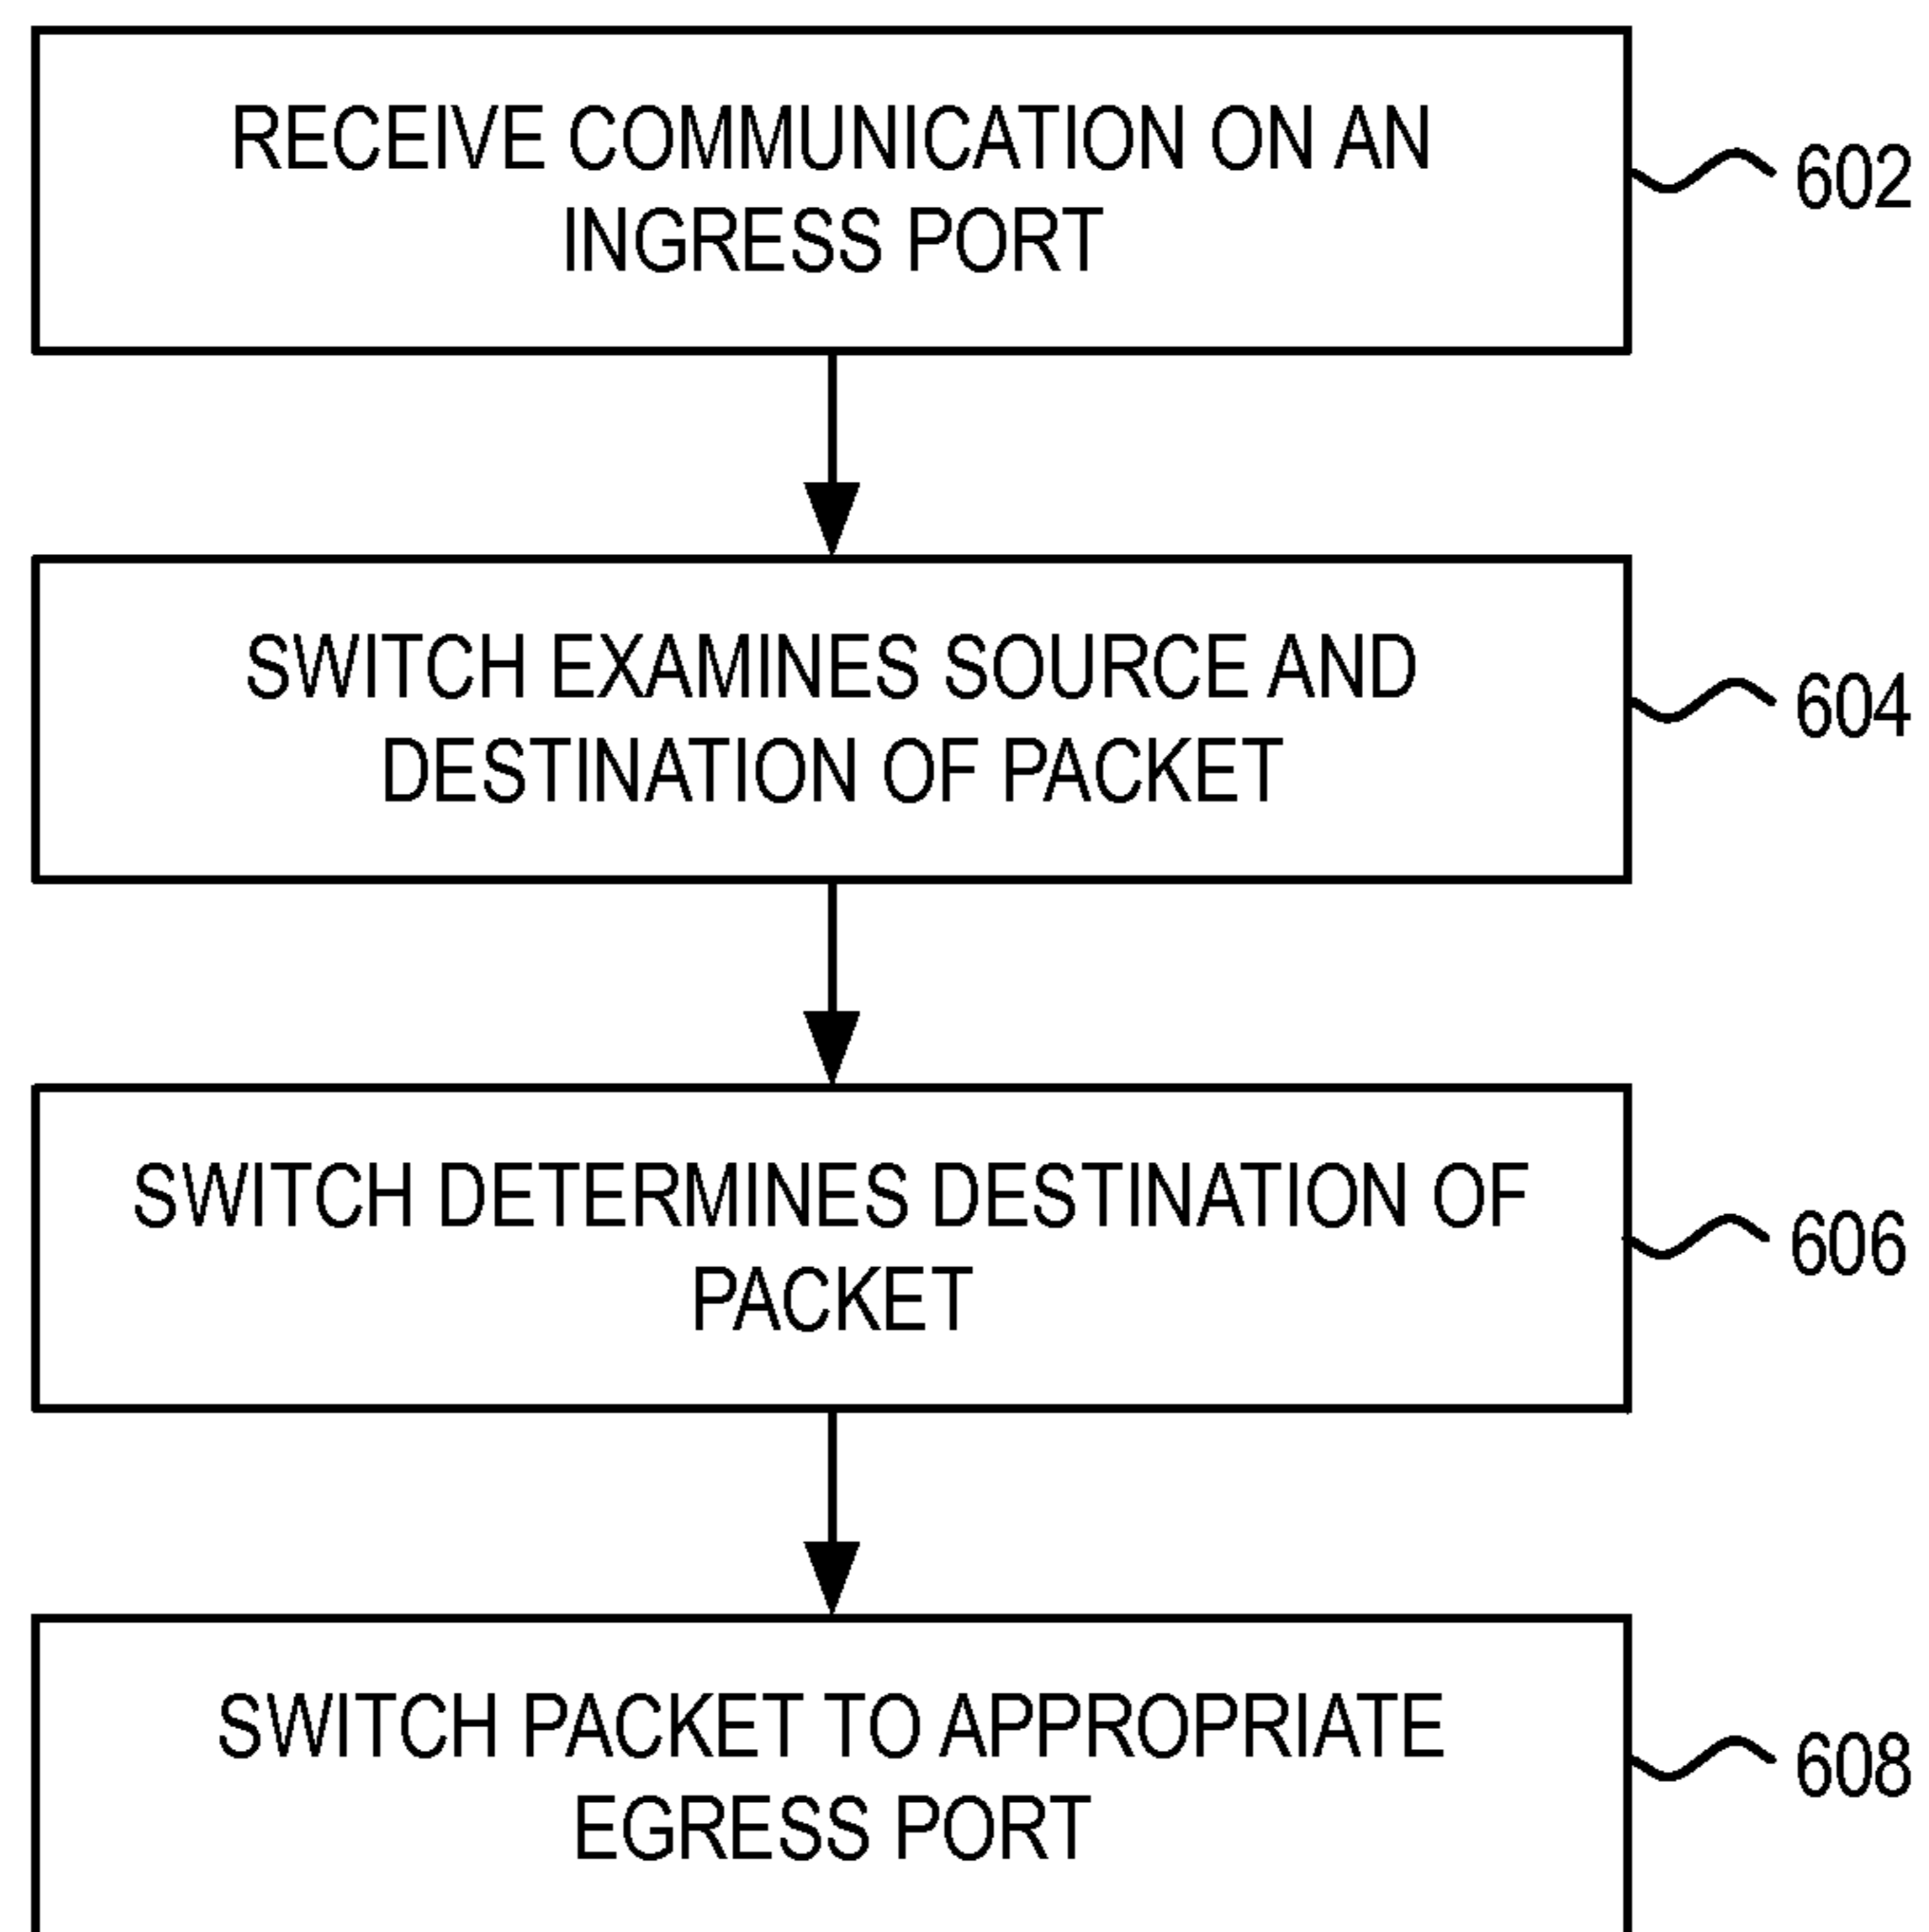 RECEIVE COMMUNICATION ON AN
INGRESS PORT
602
SWITCH EXAMINES SOURCE AND
DESTINATION OF PACKET
604
SWITCH DETERMINES DESTINATION OF
PACKET
606
SWITCH PACKET TO APPROPRIATE
EGRESS PORT
608